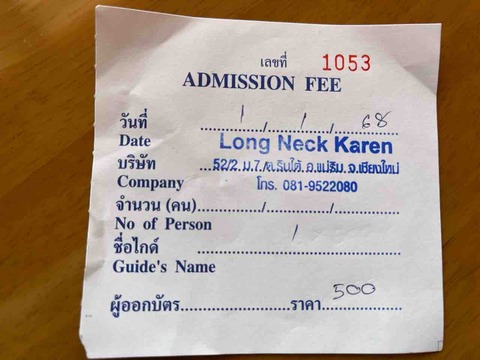 เลขที่ 1053
ADMISSION FEE
วันที่ 1 / 1 / 68
Date Long Neck Karen
บริษัท 52/2 ม.7 ต.ริมใต้ อ.แม่ริม จ.เชียงใหม่
Company โทร. 081-9522080
จำนวน (คน)............./............./.............
No of Person 1
ชื่อไกด์
Guide's Name
ผู้ออกบัตร......................ราคา 500